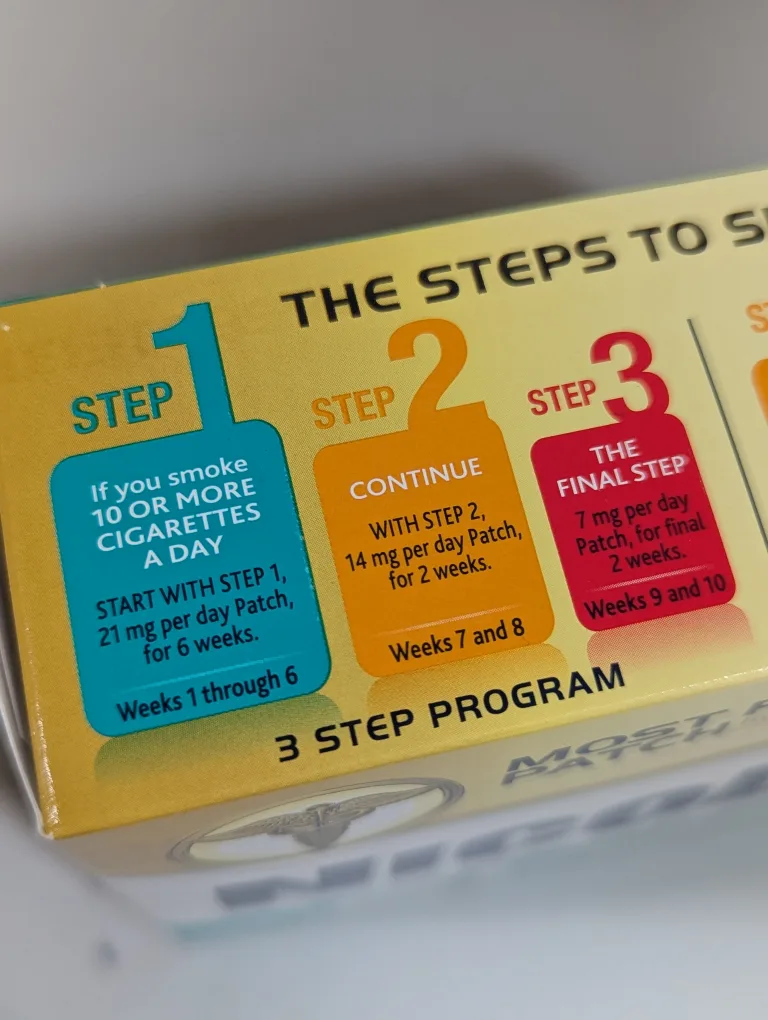 THE STEPS TO
STEP 1
If you smoke
10 OR MORE
CIGARETTES
A DAY
START WITH STEP 1,
21 mg per day Patch,
for 6 weeks.
Weeks 1 through 6
STEP 2
CONTINUE
WITH STEP 2,
14 mg per day Patch,
for 2 weeks.
Weeks 7 and 8
STEP 3
THE
FINAL STEP
7 mg per day
Patch, for final
2 weeks.
Weeks 9 and 10
3 STEP PROGRAM
MOST
PATCH